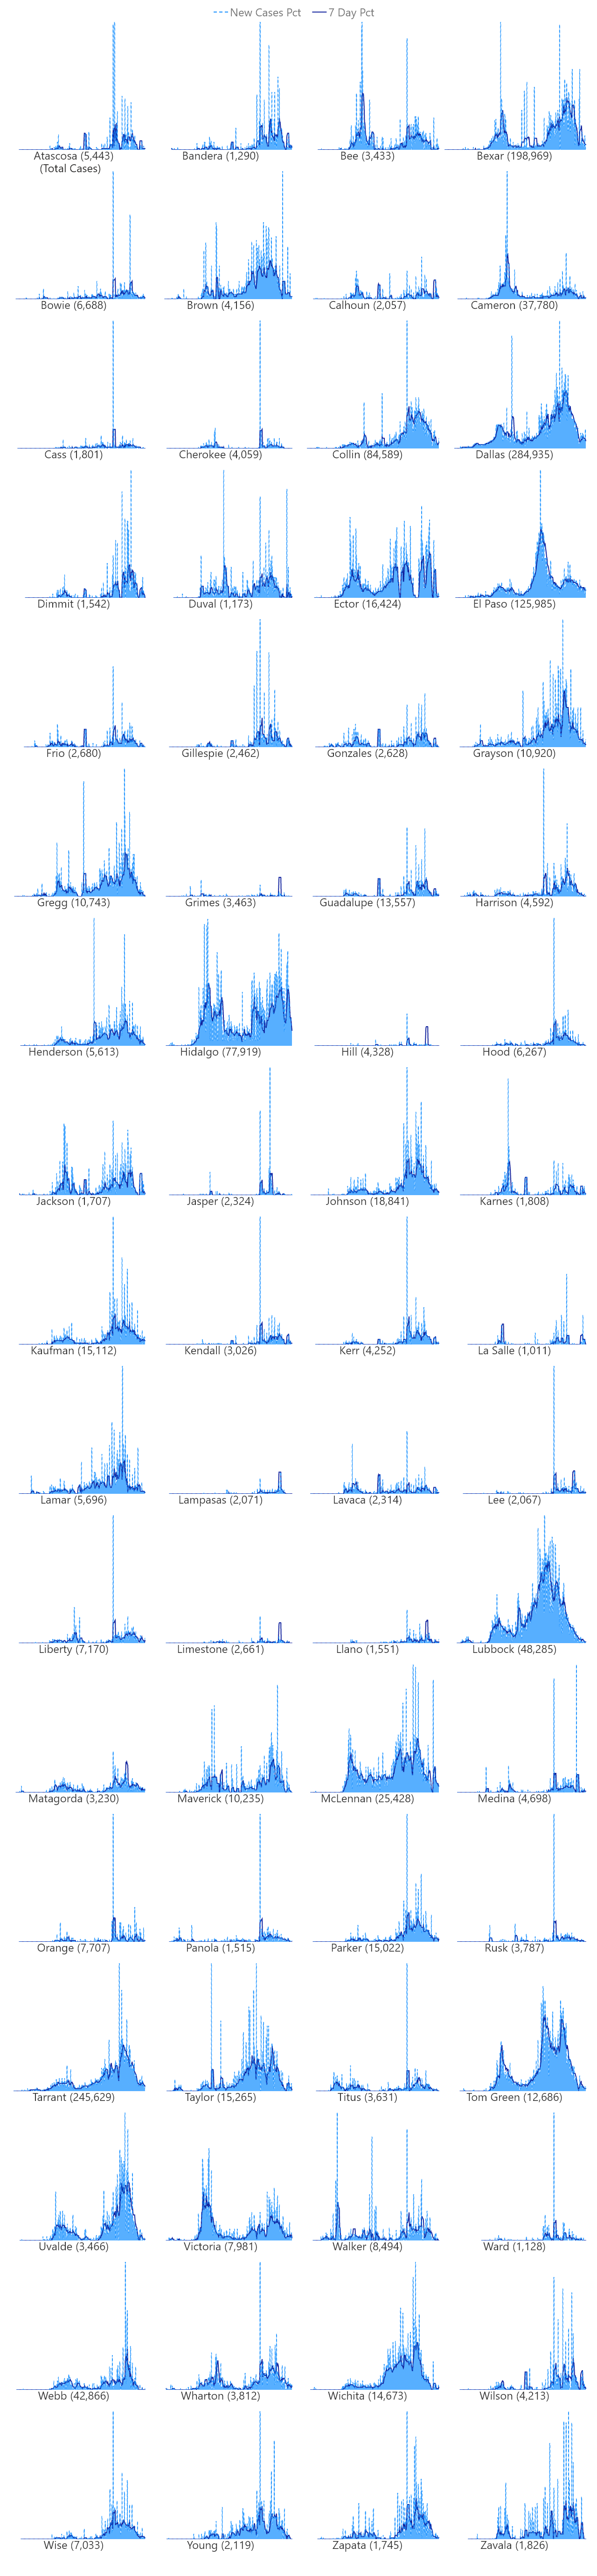 New Cases Pct 7 Day Pct
Atascosa (5,443) Bandera (1,290) Bee (3,433) Bexar (198,969)
(Total Cases)
Bowie (6,688) Brown (4,156) Calhoun (2,057) Cameron (37,780)
Cass (1,801) Cherokee (4,059) Collin (84,589) Dallas (284,935)
Dimmit (1,542) Duval (1,173) Ector (16,424) El Paso (125,985)
Frio (2,680) Gillespie (2,462) Gonzales (2,628) Grayson (10,920)
Gregg (10,743) Grimes (3,463) Guadalupe (13,557) Harrison (4,592)
Henderson (5,613) Hidalgo (77,919) Hill (4,328) Hood (6,267)
Jackson (1,707) Jasper (2,324) Johnson (18,841) Karnes (1,808)
Kaufman (15,112) Kendall (3,026) Kerr (4,252) La Salle (1,011)
Lamar (5,696) Lampasas (2,071) Lavaca (2,314) Lee (2,067)
Liberty (7,170) Limestone (2,661) Llano (1,551) Lubbock (48,285)
Matagorda (3,230) Maverick (10,235) McLennan (25,428) Medina (4,698)
Orange (7,707) Panola (1,515) Parker (15,022) Rusk (3,787)
Tarrant (245,629) Taylor (15,265) Titus (3,631) Tom Green (12,686)
Uvalde (3,466) Victoria (7,981) Walker (8,494) Ward (1,128)
Webb (42,866) Wharton (3,812) Wichita (14,673) Wilson (4,213)
Wise (7,033) Young (2,119) Zapata (1,745) Zavala (1,826)